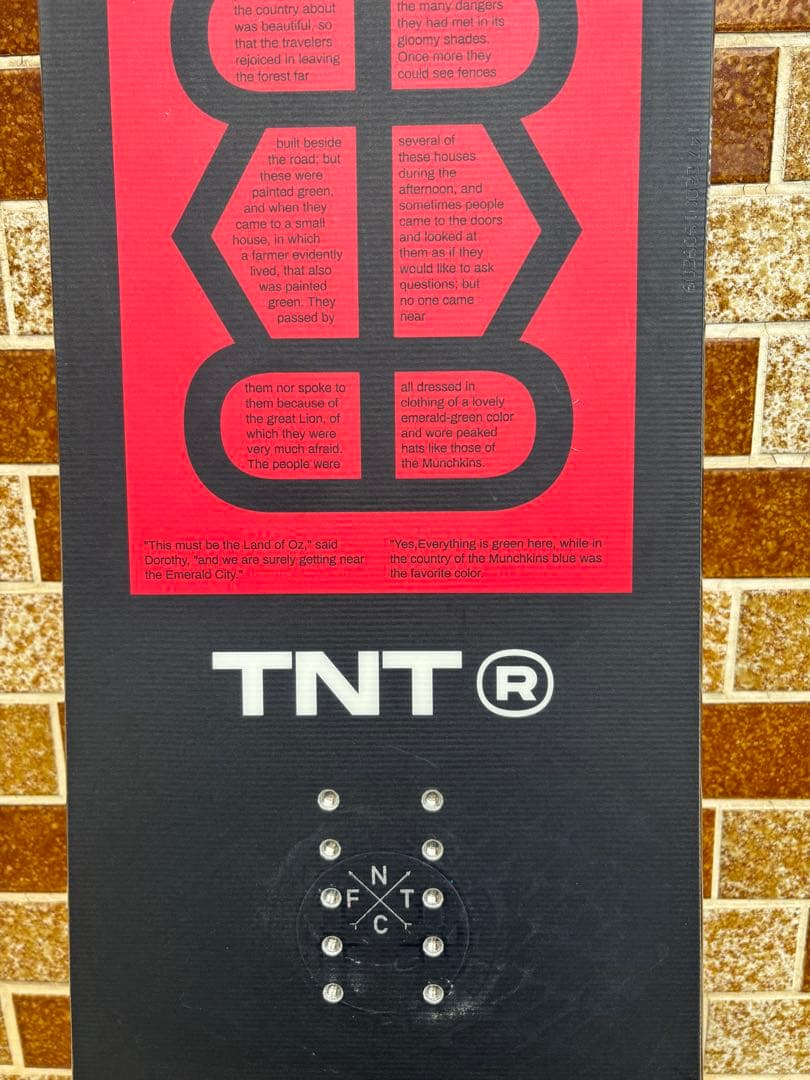 the country about
was beautiful, so
that the travelers
rejoiced in leaving
the forest far
the many dangers
they had met in its
gloomy shades.
Once more they
could see fences
built beside
the road; but
these were
painted green,
and when they
came to a small
house, in which
a farmer evidently
lived, that also
was painted
green. They
passed by
several of
these houses
during the
afternoon, and
sometimes people
came to the doors
and looked at
them as if they
would like to ask
questions; but
no one came
near
them nor spoke to
them because of
the great Lion, of
which they were
very much afraid.
The people were
all dressed in
clothing of a lovely
emerald-green color
and wore peaked
hats like those of
the Munchkins.
"This must be the Land of Oz," said
Dorothy, "and we are surely getting near
the Emerald City."
"Yes,Everything is green here, while in
the country of the Munchkins blue was
the favorite color.
TNT ®
N
F T
C